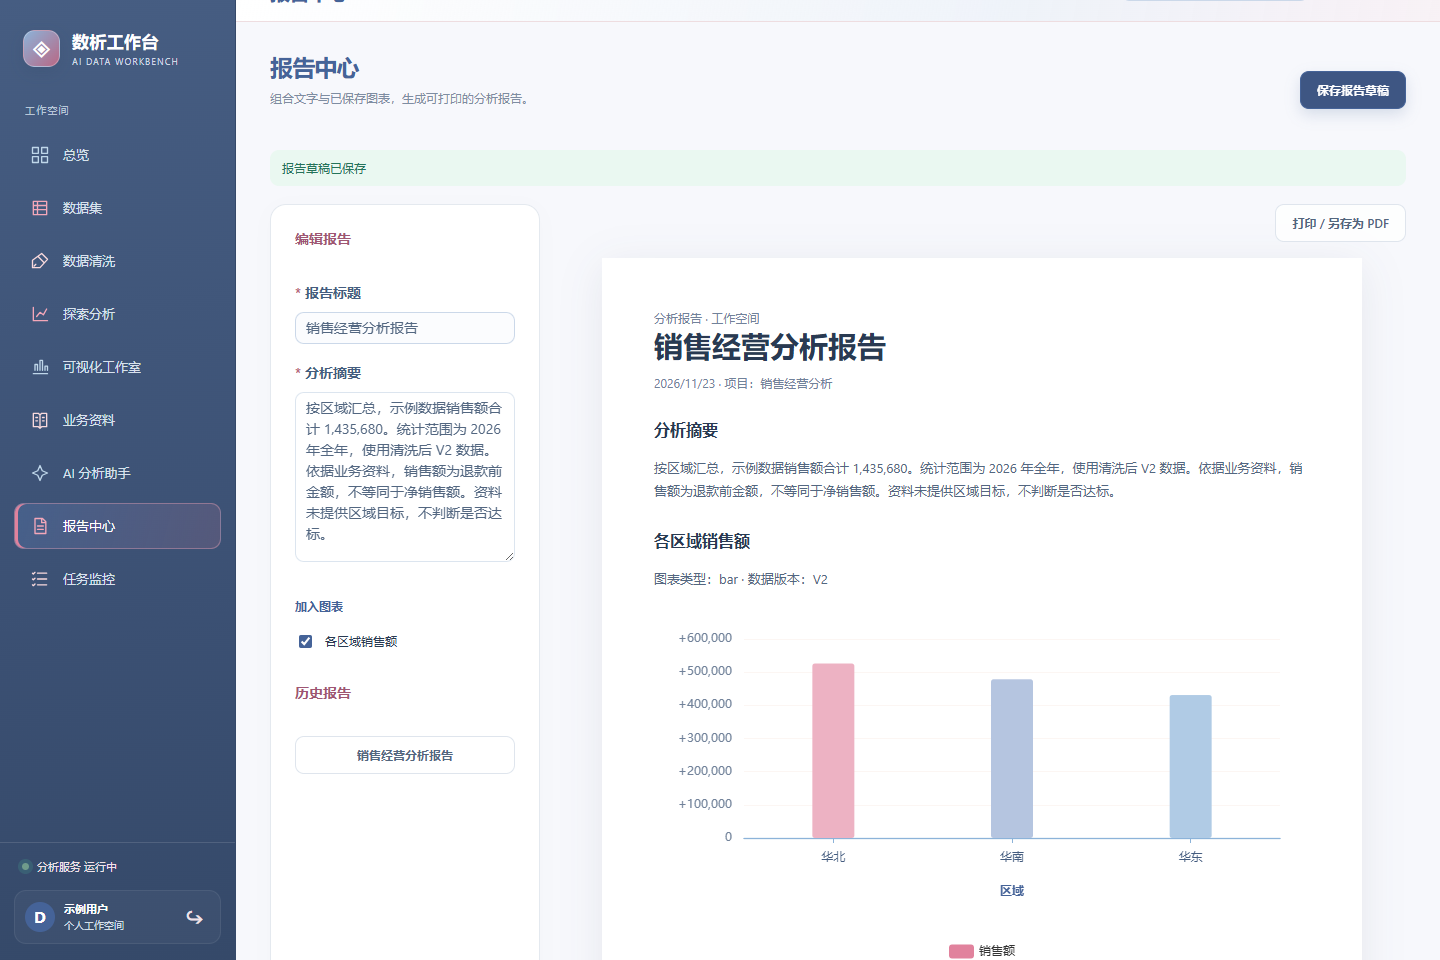 数析工作台
AI DATA WORKBENCH
工作空间
总览
数据集
数据清洗
探索分析
可视化工作室
业务资料
AI 分析助手
报告中心
任务监控
分析服务 运行中
D
示例用户
个人工作空间
报告中心
组合文字与已保存图表，生成可打印的分析报告。
保存报告草稿
报告草稿已保存
编辑报告
* 报告标题
销售经营分析报告
* 分析摘要
按区域汇总，示例数据销售额合
计 1,435,680。统计范围为 2026
年全年，使用清洗后 V2 数据。
依据业务资料，销售额为退款前
金额，不等同于净销售额。资料
未提供区域目标，不判断是否达
标。
加入图表
各区域销售额
历史报告
销售经营分析报告
打印 / 另存为 PDF
分析报告 · 工作空间
销售经营分析报告
2026/11/23 · 项目：销售经营分析
分析摘要
按区域汇总，示例数据销售额合计 1,435,680。统计范围为 2026 年全年，使用清洗后 V2 数据。依据业务资料，销
售额为退款前金额，不等同于净销售额。资料未提供区域目标，不判断是否达标。
各区域销售额
图表类型：bar · 数据版本：V2
+600,000
+500,000
+400,000
+300,000
+200,000
+100,000
0
华北
华南
华东
区域
销售额